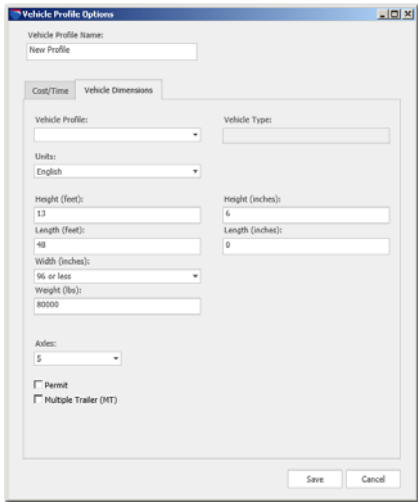 Vehicle Profile Options
Vehicle Profile Name:
New Profile
Cost/Time Vehicle Dimensions
Vehicle Profile: Vehicle Type:
Units:
English
Height (feet): Height (inches):
13 6
Length (feet): Length (inches):
48 0
Width (inches):
96 or less
Weight (lbs):
80000
Axles:
5
Permit
Multiple Trailer (MT)
Save Cancel